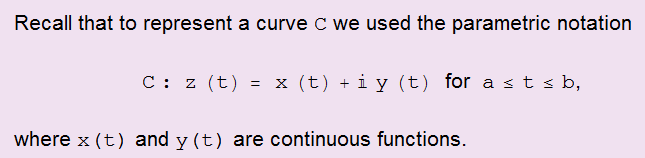 Recall that to represent a curve C we used the parametric notation
C : z (t) = x (t) + i y (t) for a ≤ t ≤ b,
where x (t) and y (t) are continuous functions.